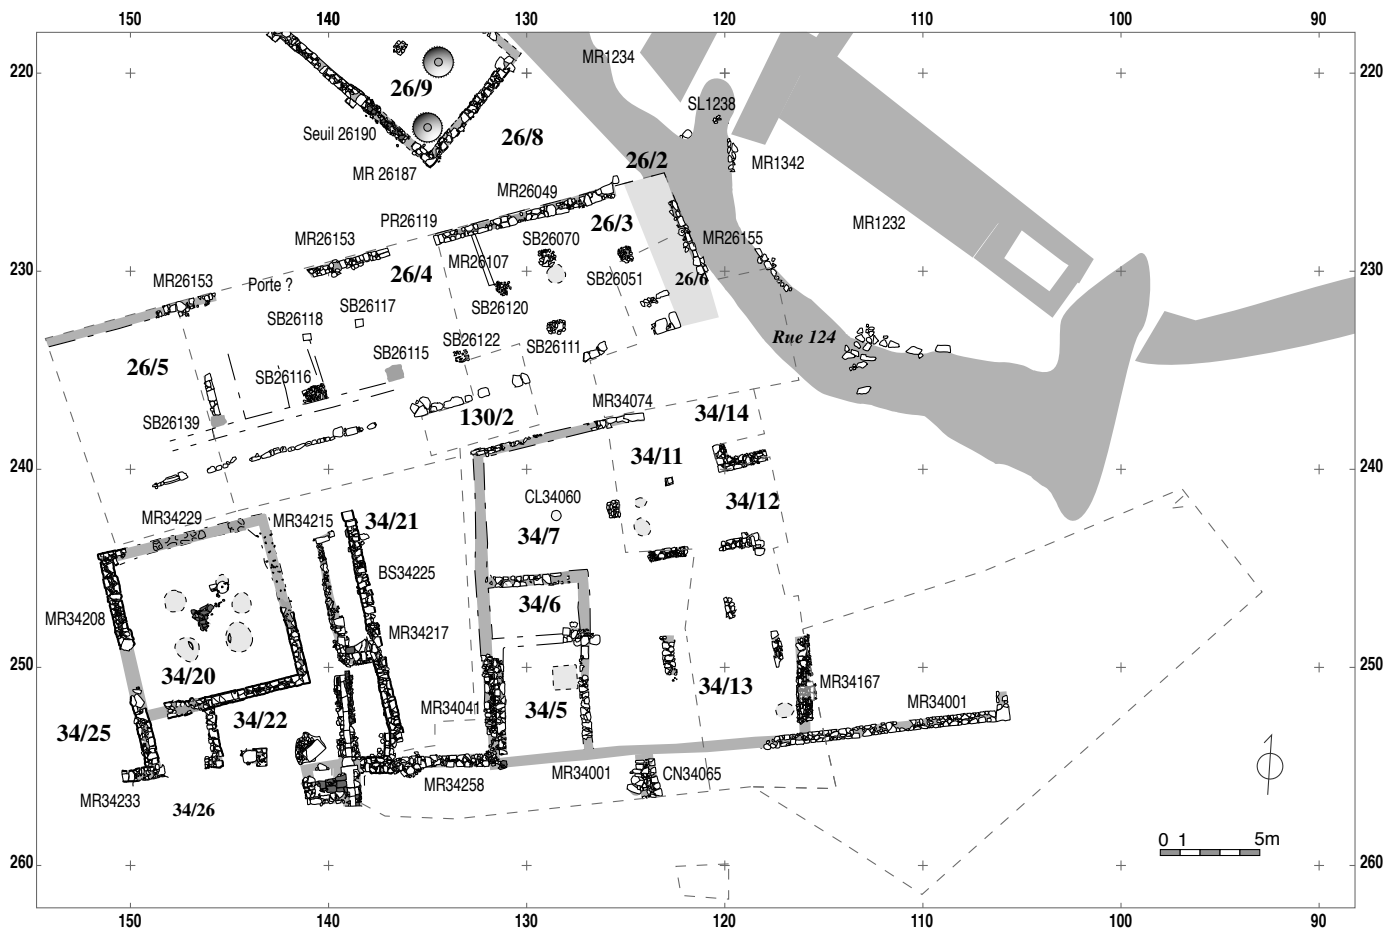 150 140 130 120 110 100 90
220 220
MR1234
26/9
SL1238
Seuil 26190
26/8
MR 26187
26/2
MR1342
MR26049
PR26119
26/3
MR1232
MR26153
SB26070
MR26155
26/4
MR26107
230 230
MR26153
Porte ?
SB26051
26/6
SB26117
SB26120
SB26118
SB26122
SB26111
Rue 124
SB26115
26/5
SB26116
MR34074
SB26139
130/2
34/14
34/11
240 240
CL34060
34/12
MR34229
MR34215
34/21
34/7
BS34225
34/6
MR34208
MR34217
250 250
34/20
34/13
MR34167
MR34041
34/5
MR34001
34/25
34/22
MR34233
MR34258
MR34001
CN34065
34/26
0 1 5m
260 260
150 140 130 120 110 100 90